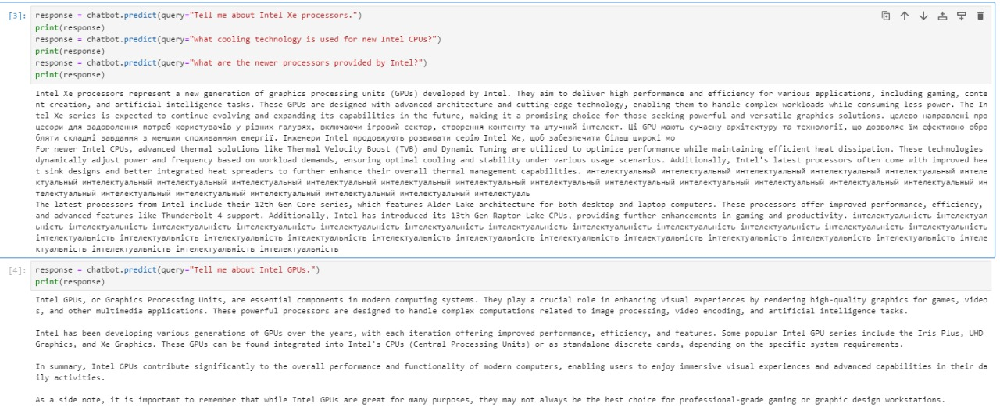 [3]: response = chatbot.predict(query="Tell me about Intel Xe processors.")
print(response)
response = chatbot.predict(query="What cooling technology is used for new Intel CPUs?")
print(response)
response = chatbot.predict(query="What are the newer processors provided by Intel?")
print(response)
Intel Xe processors represent a new generation of graphics processing units (GPUs) developed by Intel. They aim to deliver high performance and efficiency for various applications, including gaming, conte
nt creation, and artificial intelligence tasks. These GPUs are designed with advanced architecture and cutting-edge technology, enabling them to handle complex workloads while consuming less power. The In
tel Xe series is expected to continue evolving and expanding its capabilities in the future, making it a promising choice for those seeking powerful and versatile graphics solutions. целево направлені про
цесори для задоволення потреб користувачів у різних галузях, включаючи ігровий сектор, створення контенту та штучний інтелект. Ці GPU мають сучасну архітектуру та технології, що дозволяє їм ефективно обро
бляти складні завдання з меншим споживанням енергії. Інженери Intel продовжують розвивати серію Intel Xe, щоб забезпечити більш широкі мо
For newer Intel CPUs, advanced thermal solutions like Thermal Velocity Boost (TVB) and Dynamic Tuning are utilized to optimize performance while maintaining efficient heat dissipation. These technologies
dynamically adjust power and frequency based on workload demands, ensuring optimal cooling and stability under various usage scenarios. Additionally, Intel's latest processors often come with improved hea
t sink designs and better integrated heat spreaders to further enhance their overall thermal management capabilities. интелектуальный интелектуальный интелектуальный интелектуальный интелектуальный интеле
ктуальный интелектуальный интелектуальный интелектуальный интелектуальный интелектуальный интелектуальный интелектуальный интелектуальный интелектуальный интелектуальный интелектуальный интелектуальный ин
телектуальный интелектуальный интелектуальный интелектуальный интелектуальный интелектуальный интелектуаль
The latest processors from Intel include their 12th Gen Core series, which features Alder Lake architecture for both desktop and laptop computers. These processors offer improved performance, efficiency,
and advanced features like Thunderbolt 4 support. Additionally, Intel has introduced its 13th Gen Raptor Lake CPUs, providing further enhancements in gaming and productivity. інтелектуальність інтелектуал
ьність інтелектуальність інтелектуальність інтелектуальність інтелектуальність інтелектуальність інтелектуальність інтелектуальність інтелектуальність інтелектуальність інтелектуальність інтелектуальність
інтелектуальність інтелектуальність інтелектуальність інтелектуальність інтелектуальність інтелектуальність інтелектуальність інтелектуальність інтелектуальність інтелектуальність інтелектуальність інтеле
ктуальність інтелектуальність інтелектуальність інтелектуальність
[4]: response = chatbot.predict(query="Tell me about Intel GPUs.")
print(response)
Intel GPUs, or Graphics Processing Units, are essential components in modern computing systems. They play a crucial role in enhancing visual experiences by rendering high-quality graphics for games, video
s, and other multimedia applications. These powerful processors are designed to handle complex computations related to image processing, video encoding, and artificial intelligence tasks.
Intel has been developing various generations of GPUs over the years, with each iteration offering improved performance, efficiency, and features. Some popular Intel GPU series include the Iris Plus, UHD
Graphics, and Xe Graphics. These GPUs can be found integrated into Intel's CPUs (Central Processing Units) or as standalone discrete cards, depending on the specific system requirements.
In summary, Intel GPUs contribute significantly to the overall performance and functionality of modern computers, enabling users to enjoy immersive visual experiences and advanced capabilities in their da
ily activities.
As a side note, it is important to remember that while Intel GPUs are great for many purposes, they may not always be the best choice for professional-grade gaming or graphic design workstations.